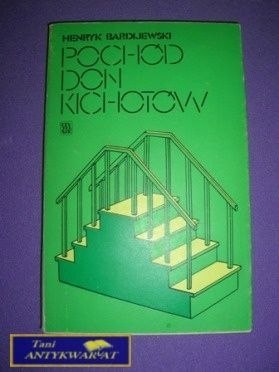 HENRYK BARDIJEWSKI
POCHÓD
DON
KICHOTÓW
Tani
ANTYKWARIAT